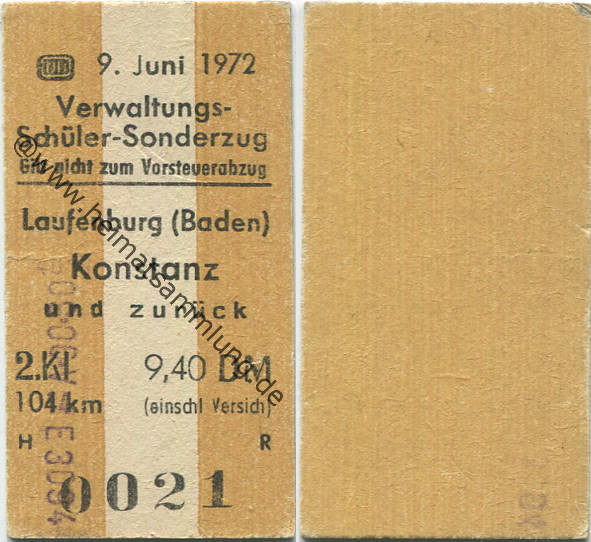 DB 9. Juni 1972
Verwaltungs-
Schüler-Sonderzug
Gilt nicht zum Vorsteuerabzug
Laufenburg (Baden)
Konstanz
und zurück
2.Kl 9,40 DM
104 km (einschl Versich)
H R
0021
@www.heimatsammlung.de